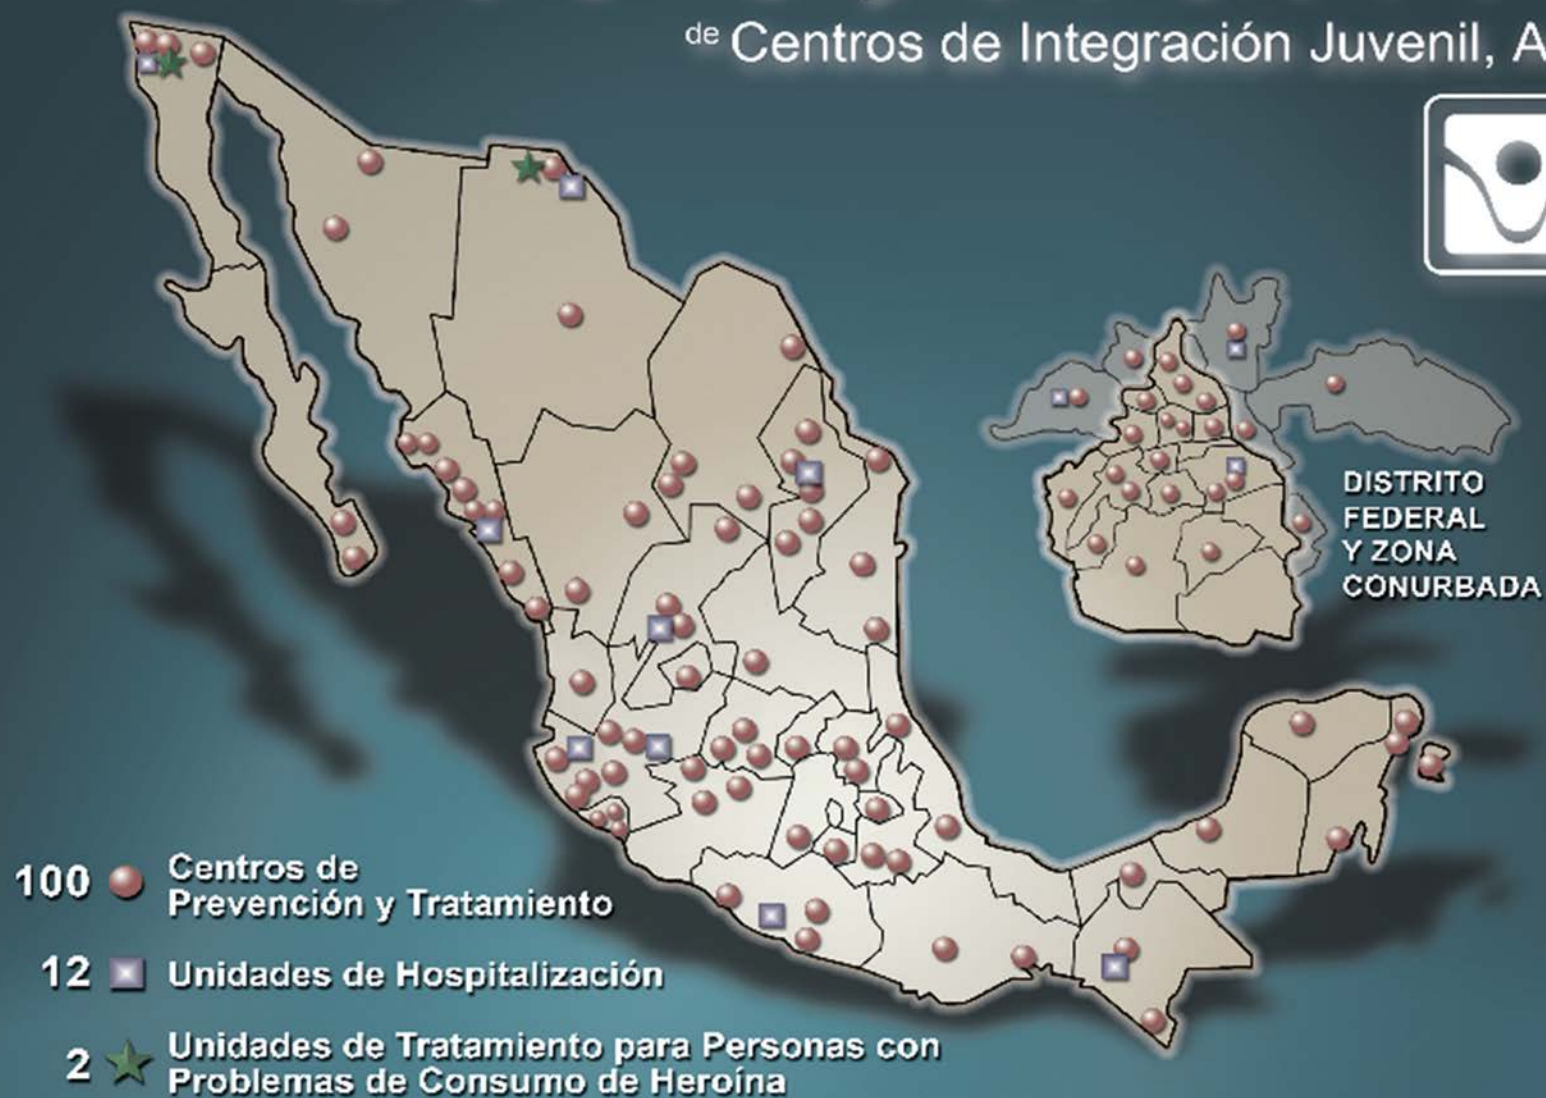 de Centros de Integración Juvenil, A
DISTRITO
FEDERAL
Y ZONA
CONURBADA
100 Centros de
Prevención y Tratamiento
12 Unidades de Hospitalización
2 Unidades de Tratamiento para Personas con
Problemas de Consumo de Heroína